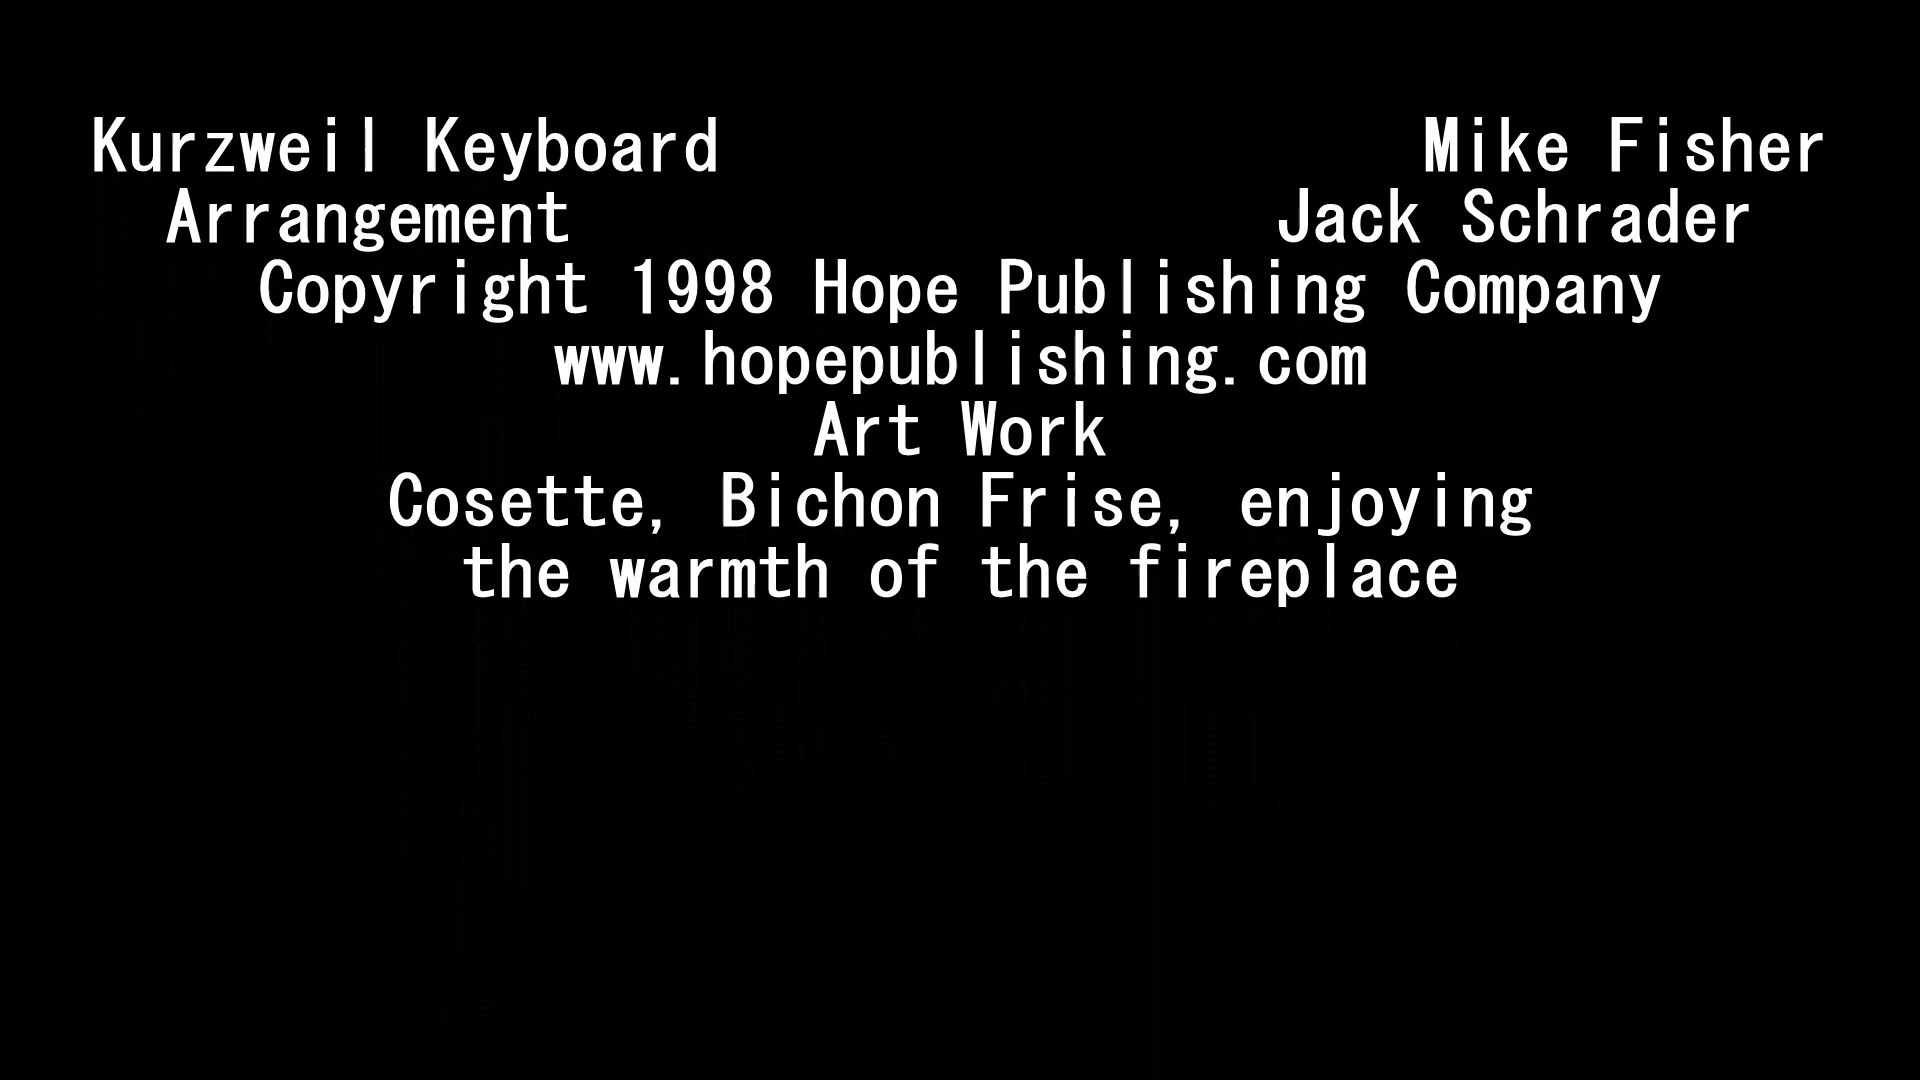 Kurzweil Keyboard Mike Fisher
Arrangement Jack Schrader
Copyright 1998 Hope Publishing Company
www.hopepublishing.com
Art Work
Cosette, Bichon Frise, enjoying
the warmth of the fireplace